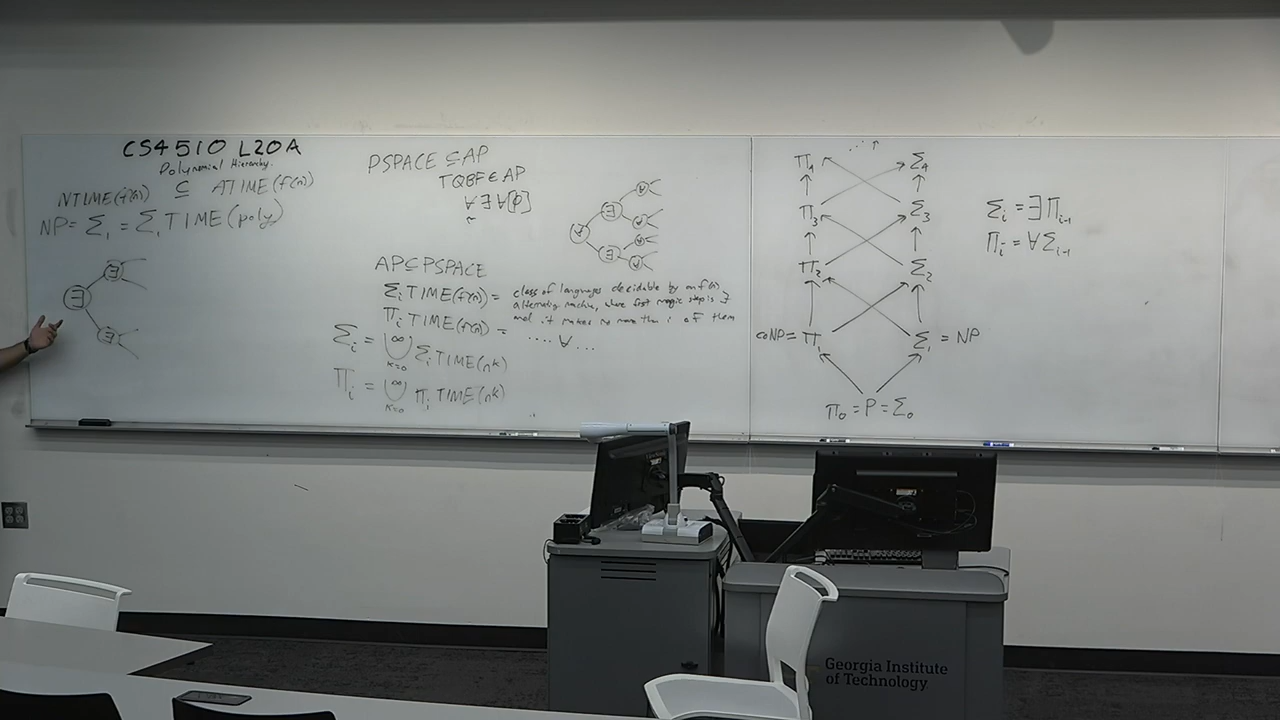 CS4510 L20A
Polynomial Hierarchy.
NTIME(f(n)) ⊆ ATIME(f(n))
NP = Σ₁ = Σ₁TIME(poly)
∃
∃
∃
PSPACE ⊆ AP
TQBF ∈ AP
∀∃∀[φ]
∀
∃
∃
∀
∀
∀
∀
AP ⊆ PSPACE
ΣᵢTIME(f(n)) = class of languages decidable by an f(n)
alternating machine, where first magic step is ∃
and it makes no more than i of them
ΠᵢTIME(f(n)) = .... ∀ ...
Σᵢ = ⋃ₖ₌₀^∞ ΣᵢTIME(nᵏ)
Πᵢ = ⋃ₖ₌₀^∞ ΠᵢTIME(nᵏ)
Π₄ Σ₄
Π₃ Σ₃
Π₂ Σ₂
coNP = Π₁ Σ₁ = NP
Π₀ = P = Σ₀
Σᵢ = ∃Πᵢ₋₁
Πᵢ = ∀Σᵢ₋₁
Georgia Institute
of Technology